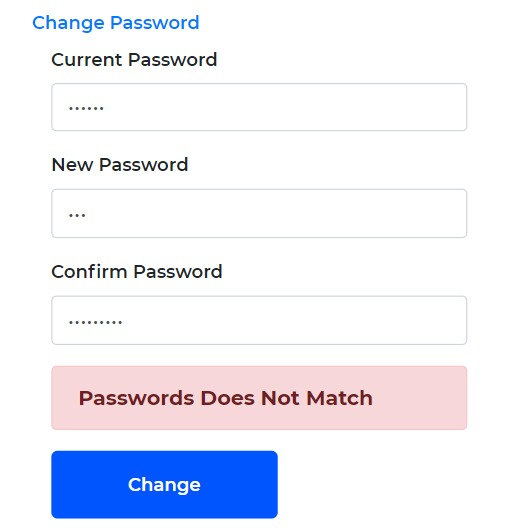 Change Password
Current Password
••••••
New Password
•••
Confirm Password
•••••••••
Passwords Does Not Match
Change